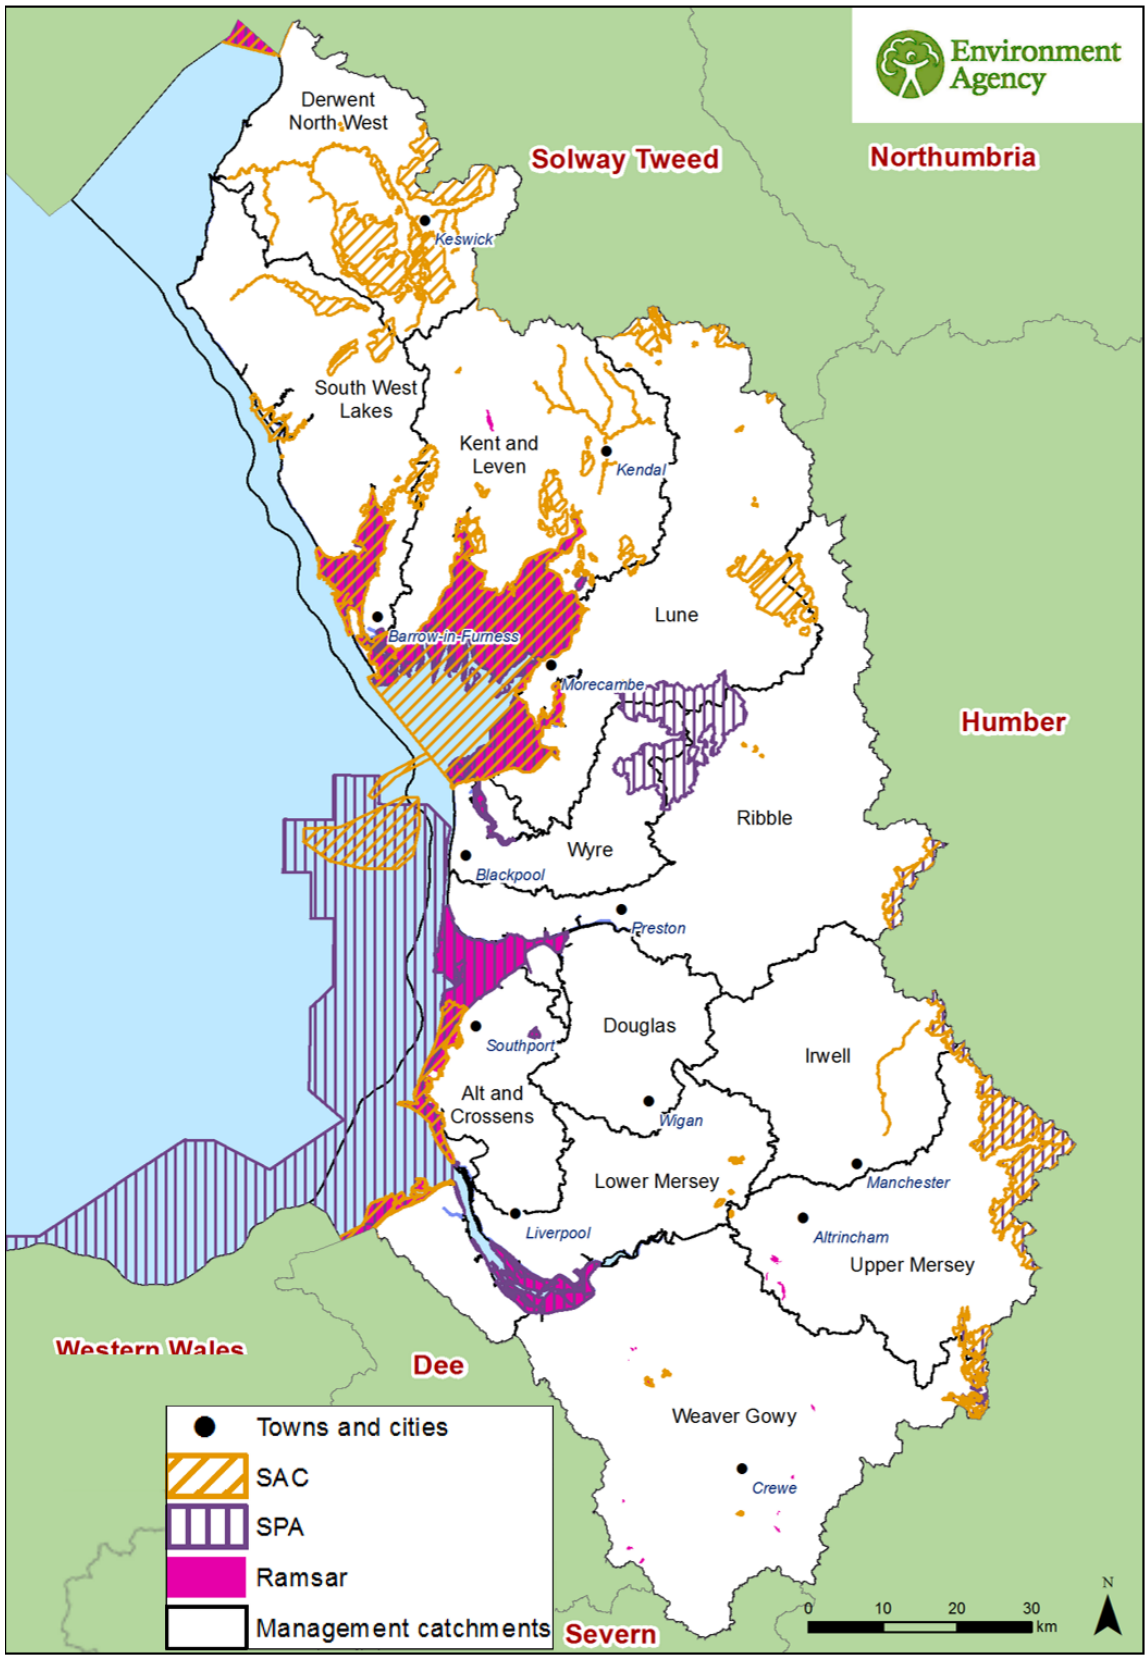 Environment
Agency
Derwent
North West
Solway Tweed
Northumbria
Keswick
South West
Lakes
Kent and
Leven
Kendal
Lune
Barrow-in-Furness
Morecambe
Humber
Ribble
Wyre
Blackpool
Preston
Douglas
Southport
Irwell
Alt and
Crossens
Wigan
Lower Mersey
Manchester
Liverpool
Altrincham
Upper Mersey
Western Wales
Dee
Weaver Gowy
Crewe
Towns and cities
SAC
SPA
Ramsar
Management catchments
Severn
N
0 10 20 30
km